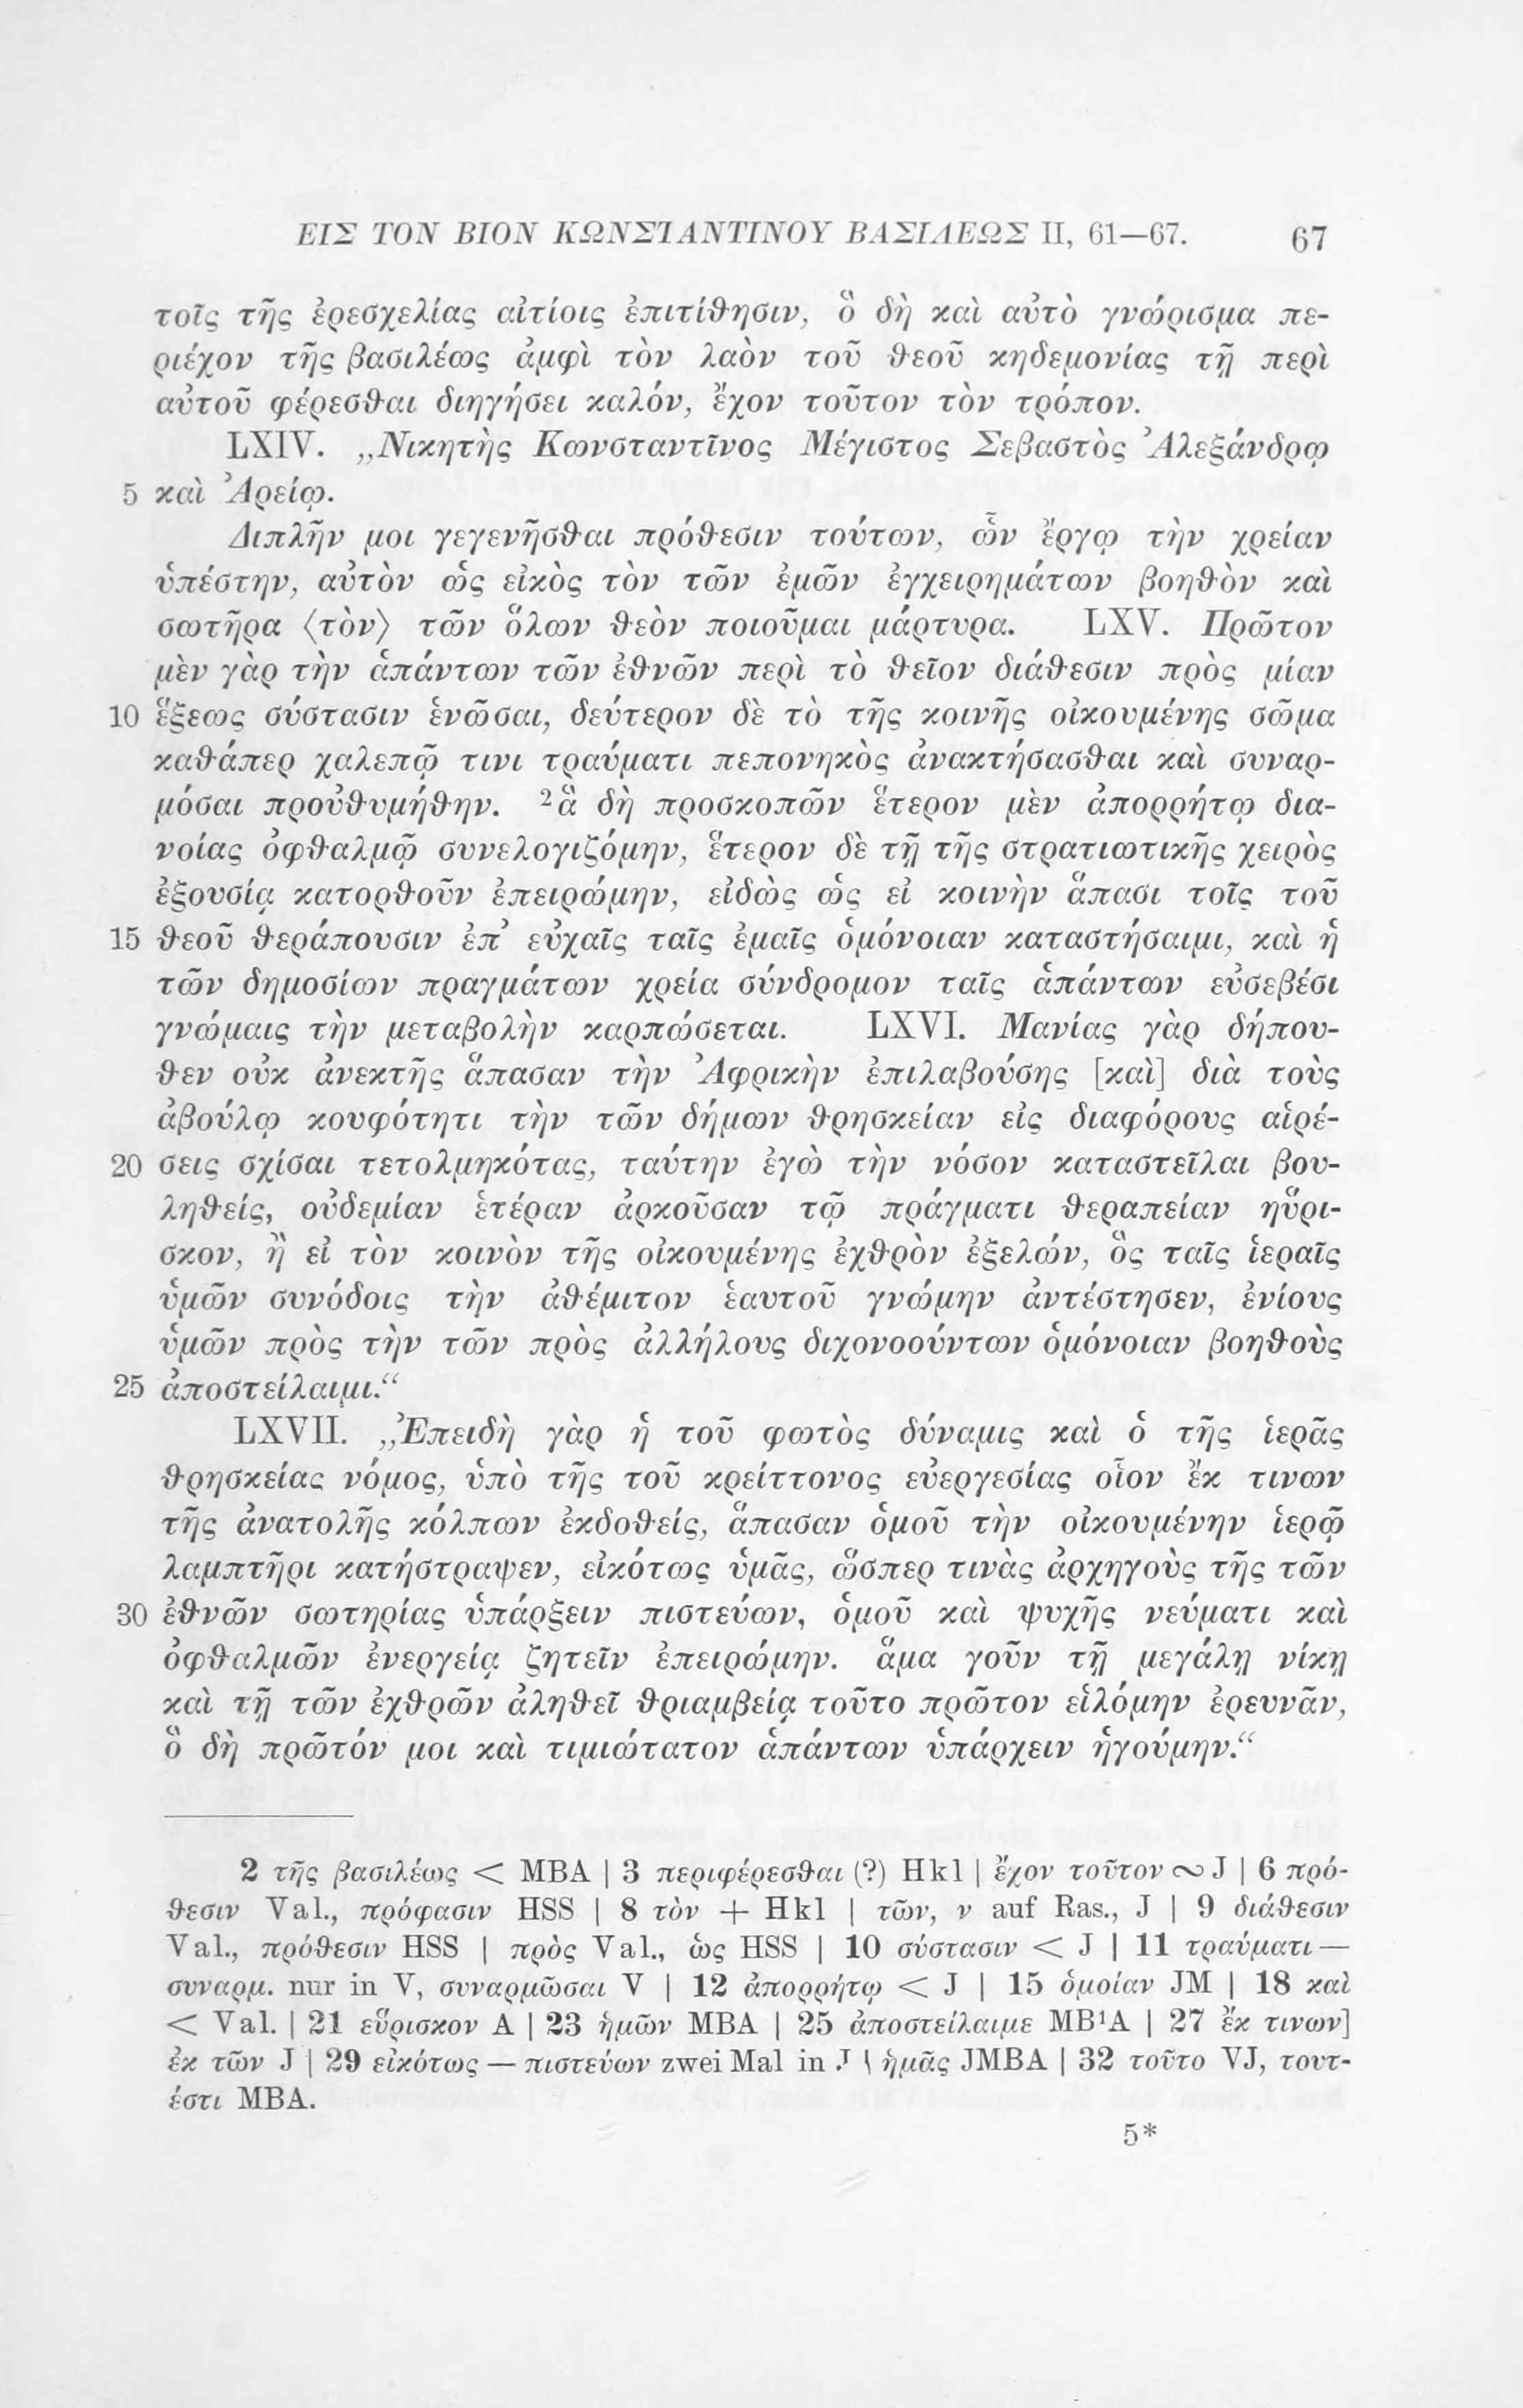 ΕΙΣ ΤΟΝ ΒΙΟΝ ΚΩΝΣΤΑΝΤΙΝΟΥ ΒΑΣΙΛΕΩΣ II, 61—67. 67
τοῖς τῆς ἐρεσχελίας αἰτίοις ἐπιτίθησιν, ὃ δὴ καὶ αὐτὸ γνώρισμα πε-
ριέχον τῆς βασιλέως ἀμφὶ τὸν λαὸν τοῦ θεοῦ κηδεμονίας τῇ περὶ
αὐτοῦ φέρεσθαι διηγήσει καλόν, ἔχον τοῦτον τὸν τρόπον.
LXIV. „Νικητὴς Κωνσταντῖνος Μέγιστος Σεβαστὸς Ἀλεξάνδρῳ
5 καὶ Ἀρείῳ.
Διπλῆν μοι γεγενῆσθαι πρόθεσιν τούτων, ὧν ἔργῳ τὴν χρείαν
ὑπέστην, αὐτὸν ὡς εἰκὸς τὸν τῶν ἐμῶν ἐγχειρημάτων βοηθὸν καὶ
σωτῆρα ⟨τὸν⟩ τῶν ὅλων θεὸν ποιοῦμαι μάρτυρα. LXV. Πρῶτον
μὲν γὰρ τὴν ἁπάντων τῶν ἐθνῶν περὶ τὸ θεῖον διάθεσιν πρὸς μίαν
10 ἕξεως σύστασιν ἑνῶσαι, δεύτερον δὲ τὸ τῆς κοινῆς οἰκουμένης σῶμα
καθάπερ χαλεπῷ τινι τραύματι πεπονηκὸς ἀνακτήσασθαι καὶ συναρ-
μόσαι προὐθυμήθην. ²ἃ δὴ προσκοπῶν ἕτερον μὲν ἀπορρήτῳ δια-
νοίας ὀφθαλμῷ συνελογιζόμην, ἕτερον δὲ τῇ τῆς στρατιωτικῆς χειρὸς
ἐξουσίᾳ κατορθοῦν ἐπειρώμην, εἰδὼς ὡς εἰ κοινὴν ἅπασι τοῖς τοῦ
15 θεοῦ θεράπουσιν ἐπ᾿ εὐχαῖς ταῖς ἐμαῖς ὁμόνοιαν καταστήσαιμι, καὶ ἡ
τῶν δημοσίων πραγμάτων χρεία σύνδρομον ταῖς ἁπάντων εὐσεβέσι
γνώμαις τὴν μεταβολὴν καρπώσεται. LXVI. Μανίας γὰρ δήπου-
θεν οὐκ ἀνεκτῆς ἅπασαν τὴν Ἀφρικὴν ἐπιλαβούσης [καὶ] διὰ τοὺς
ἀβούλῳ κουφότητι τὴν τῶν δήμων θρησκείαν εἰς διαφόρους αἱρέ-
20 σεις σχίσαι τετολμηκότας, ταύτην ἐγὼ τὴν νόσον καταστεῖλαι βου-
ληθείς, οὐδεμίαν ἑτέραν ἀρκοῦσαν τῷ πράγματι θεραπείαν ηὕρι-
σκον, ἢ εἰ τὸν κοινὸν τῆς οἰκουμένης ἐχθρὸν ἐξελών, ὃς ταῖς ἱεραῖς
ὑμῶν συνόδοις τὴν ἀθέμιτον ἑαυτοῦ γνώμην ἀντέστησεν, ἐνίους
ὑμῶν πρὸς τὴν τῶν πρὸς ἀλλήλους διχονοούντων ὁμόνοιαν βοηθοὺς
25 ἀποστείλαιμι.“
LXVII. „Ἐπειδὴ γὰρ ἡ τοῦ φωτὸς δύναμις καὶ ὁ τῆς ἱερᾶς
θρησκείας νόμος, ὑπὸ τῆς τοῦ κρείττονος εὐεργεσίας οἷον ἔκ τινων
τῆς ἀνατολῆς κόλπων ἐκδοθείς, ἅπασαν ὁμοῦ τὴν οἰκουμένην ἱερῷ
λαμπτῆρι κατήστραψεν, εἰκότως ὑμᾶς, ὥσπερ τινὰς ἀρχηγοὺς τῆς τῶν
30 ἐθνῶν σωτηρίας ὑπάρξειν πιστεύων, ὁμοῦ καὶ ψυχῆς νεύματι καὶ
ὀφθαλμῶν ἐνεργείᾳ ζητεῖν ἐπειρώμην. ἅμα γοῦν τῇ μεγάλῃ νίκῃ
καὶ τῇ τῶν ἐχθρῶν ἀληθεῖ θριαμβείᾳ τοῦτο πρῶτον εἱλόμην ἐρευνᾶν,
ὃ δὴ πρῶτόν μοι καὶ τιμιώτατον ἁπάντων ὑπάρχειν ἡγούμην.“
2 τῆς βασιλέως < MBA | 3 περιφέρεσθαι (?) Hkl | ἔχον τοῦτον ∾ J | 6 πρό-
θεσιν Val., πρόφασιν HSS | 8 τὸν + Hkl | τῶν, ν auf Ras., J | 9 διάθεσιν
Val., πρόθεσιν HSS | πρὸς Val., ὡς HSS | 10 σύστασιν < J | 11 τραύματι —
συναρμ. nur in V, συναρμῶσαι V | 12 ἀπορρήτῳ < J | 15 ὁμοίαν JM | 18 καὶ
< Val. | 21 εὕρισκον A | 23 ἡμῶν MBA | 25 ἀποστείλαιμε MB¹A | 27 ἔκ τινων]
ἐκ τῶν J | 29 εἰκότως — πιστεύων zwei Mal in J | ἡμᾶς JMBA | 32 τοῦτο VJ, τουτ-
έστι MBA.
5*